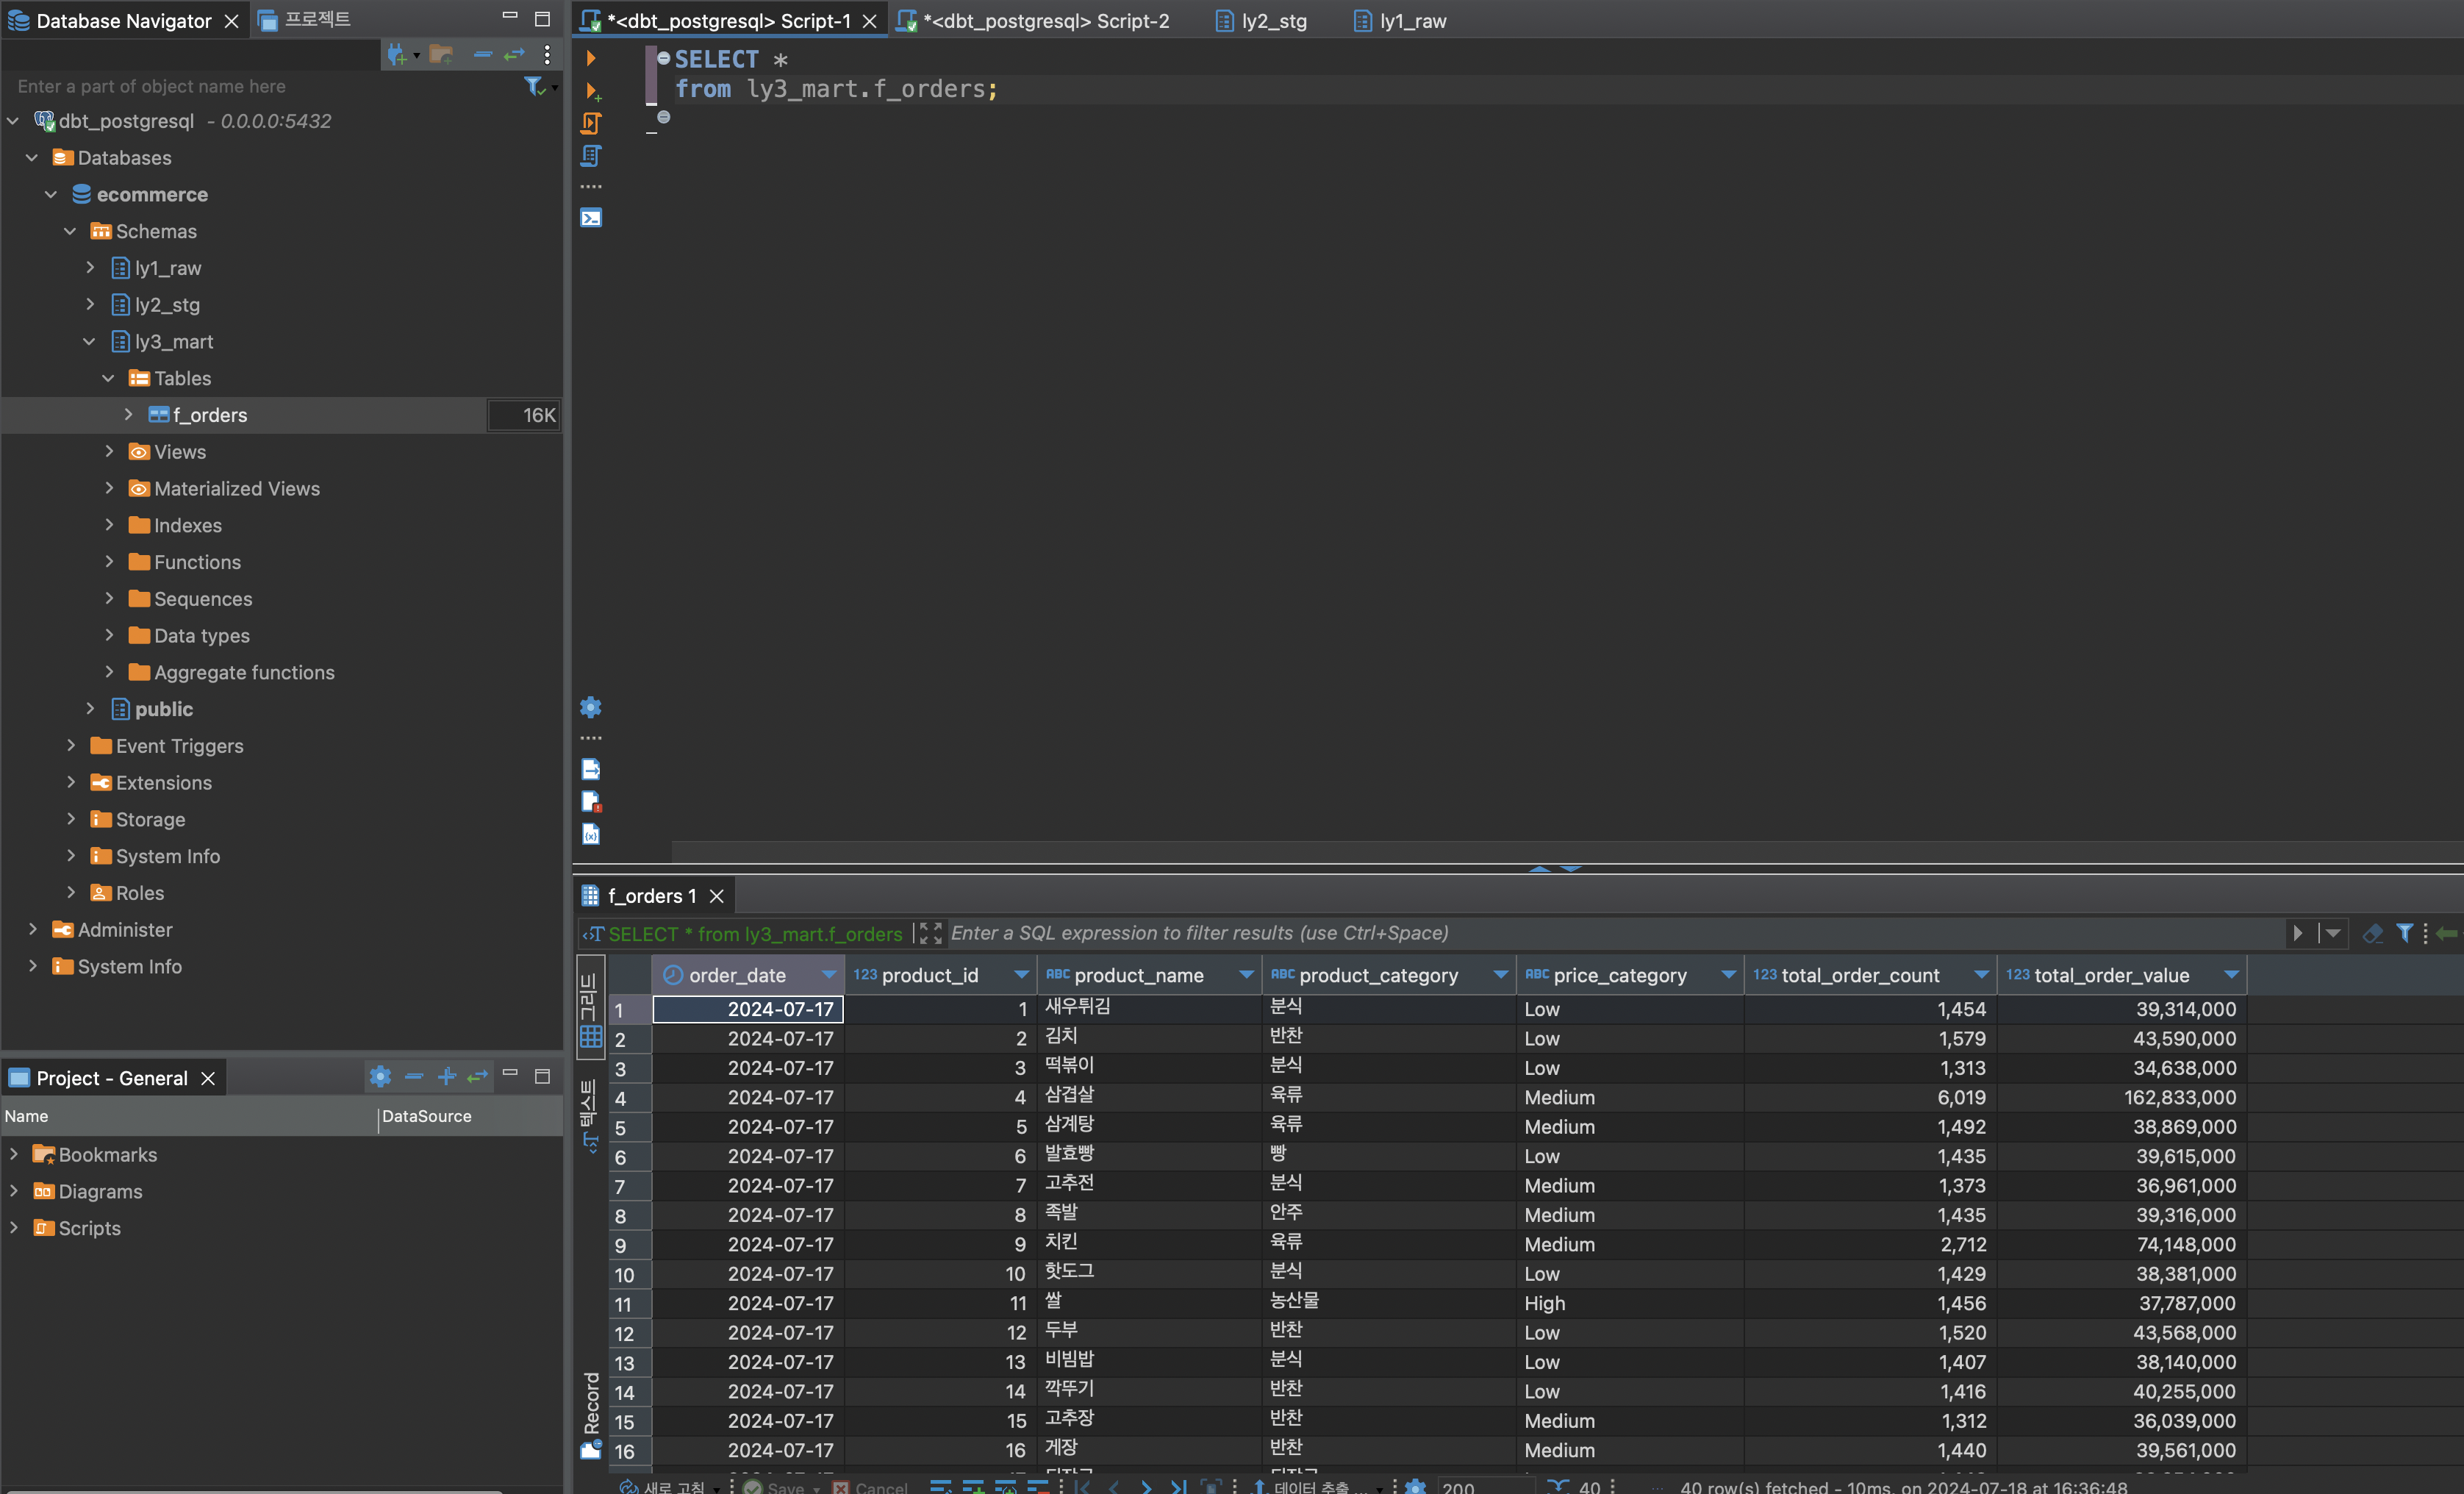 Database Navigator
프로젝트
Enter a part of object name here
dbt_postgresql - 0.0.0.0:5432
Databases
ecommerce
Schemas
ly1_raw
ly2_stg
ly3_mart
Tables
f_orders 16K
Views
Materialized Views
Indexes
Functions
Sequences
Data types
Aggregate functions
public
Event Triggers
Extensions
Storage
System Info
Roles
Administer
System Info
Project - General
Name DataSource
Bookmarks
Diagrams
Scripts
*<dbt_postgresql> Script-1
*<dbt_postgresql> Script-2
ly2_stg
ly1_raw
SELECT *
from ly3_mart.f_orders;
f_orders 1
SELECT * from ly3_mart.f_orders
Enter a SQL expression to filter results (use Ctrl+Space)
그리드
텍스트
Record
order_date 123 product_id ABC product_name ABC product_category ABC price_category 123 total_order_count 123 total_order_value
1 2024-07-17 1 새우튀김 분식 Low 1,454 39,314,000
2 2024-07-17 2 김치 반찬 Low 1,579 43,590,000
3 2024-07-17 3 떡볶이 분식 Low 1,313 34,638,000
4 2024-07-17 4 삼겹살 육류 Medium 6,019 162,833,000
5 2024-07-17 5 삼계탕 육류 Medium 1,492 38,869,000
6 2024-07-17 6 발효빵 빵 Low 1,435 39,615,000
7 2024-07-17 7 고추전 분식 Medium 1,373 36,961,000
8 2024-07-17 8 족발 안주 Medium 1,435 39,316,000
9 2024-07-17 9 치킨 육류 Medium 2,712 74,148,000
10 2024-07-17 10 핫도그 분식 Low 1,429 38,381,000
11 2024-07-17 11 쌀 농산물 High 1,456 37,787,000
12 2024-07-17 12 두부 반찬 Low 1,520 43,568,000
13 2024-07-17 13 비빔밥 분식 Low 1,407 38,140,000
14 2024-07-17 14 깍뚜기 반찬 Low 1,416 40,255,000
15 2024-07-17 15 고추장 반찬 Medium 1,312 36,039,000
16 2024-07-17 16 게장 반찬 Medium 1,440 39,561,000
새로 고침 Save Cancel 데이터 추출 ... 200 40 40 row(s) fetched - 10ms, on 2024-07-18 at 16:36:48